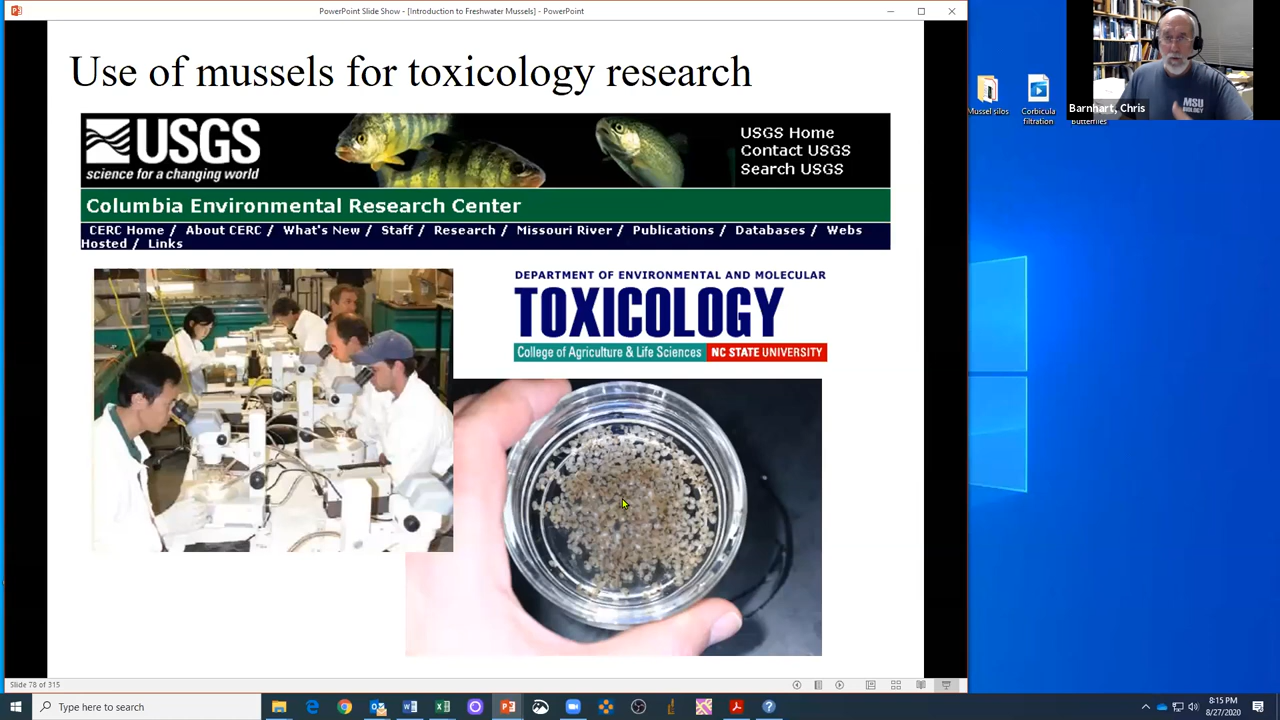 PowerPoint Slide Show - [Introduction to Freshwater Mussels] - PowerPoint
Use of mussels for toxicology research
USGS
science for a changing world
USGS Home
Contact USGS
Search USGS
Columbia Environmental Research Center
CERC Home / About CERC / What's New / Staff / Research / Missouri River / Publications / Databases / Webs
Hosted / Links
DEPARTMENT OF ENVIRONMENTAL AND MOLECULAR
TOXICOLOGY
College of Agriculture & Life Sciences NC STATE UNIVERSITY
MSU
BIOLOGY
Barnhart, Chris
Mussel silos
Corbicula
filtration
Butterflies
Slide 78 of 315
Type here to search
8:15 PM
8/27/2020